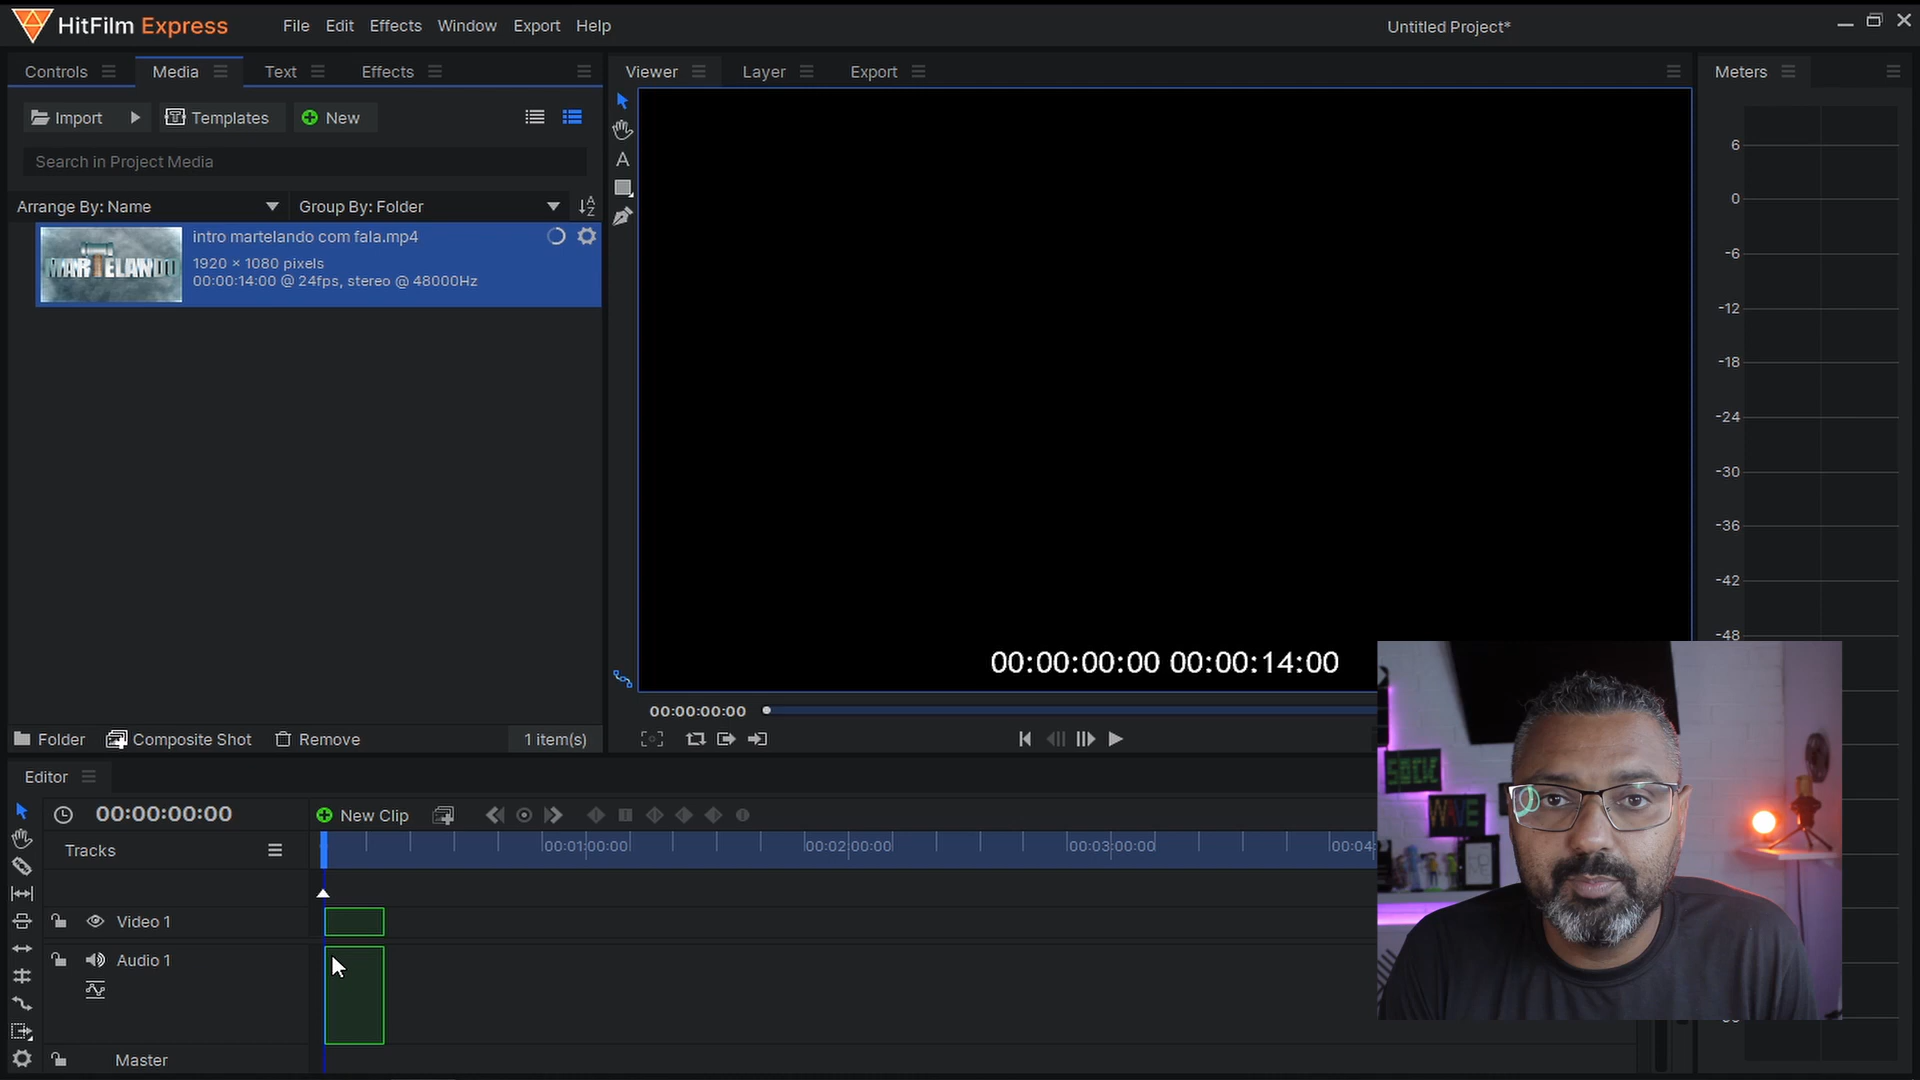 HitFilm Express
File Edit Effects Window Export Help
Untitled Project*
Controls Media Text Effects
Viewer Layer Export
Meters
Import Templates New
Search in Project Media
Arrange By: Name Group By: Folder
MARTELANDO
intro martelando com fala.mp4
1920 × 1080 pixels
00:00:14:00 @ 24fps, stereo @ 48000Hz
00:00:00:00 00:00:14:00
00:00:00:00
6
0
-6
-12
-18
-24
-30
-36
-42
-48
Folder Composite Shot Remove 1 item(s)
Editor
00:00:00:00 New Clip
Tracks
00:01:00:00 00:02:00:00 00:03:00:00 00:04:
Video 1
Audio 1
Master
WAVE